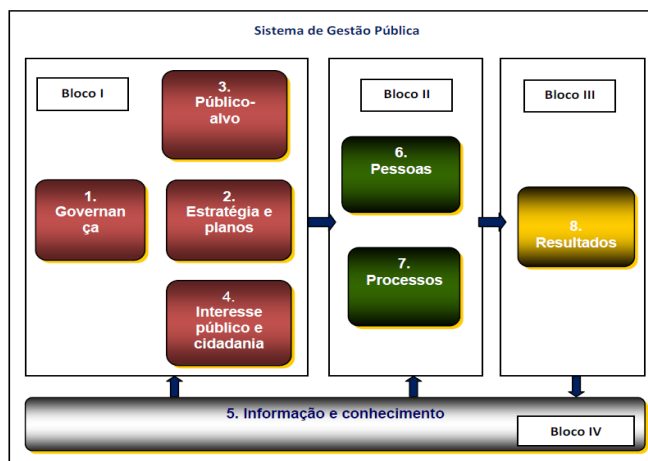 Sistema de Gestão Pública
Bloco I
3.
Público-
alvo
1.
Governan
ça
2.
Estratégia e
planos
4.
Interesse
público e
cidadania
Bloco II
6.
Pessoas
7.
Processos
Bloco III
8.
Resultados
5. Informação e conhecimento
Bloco IV